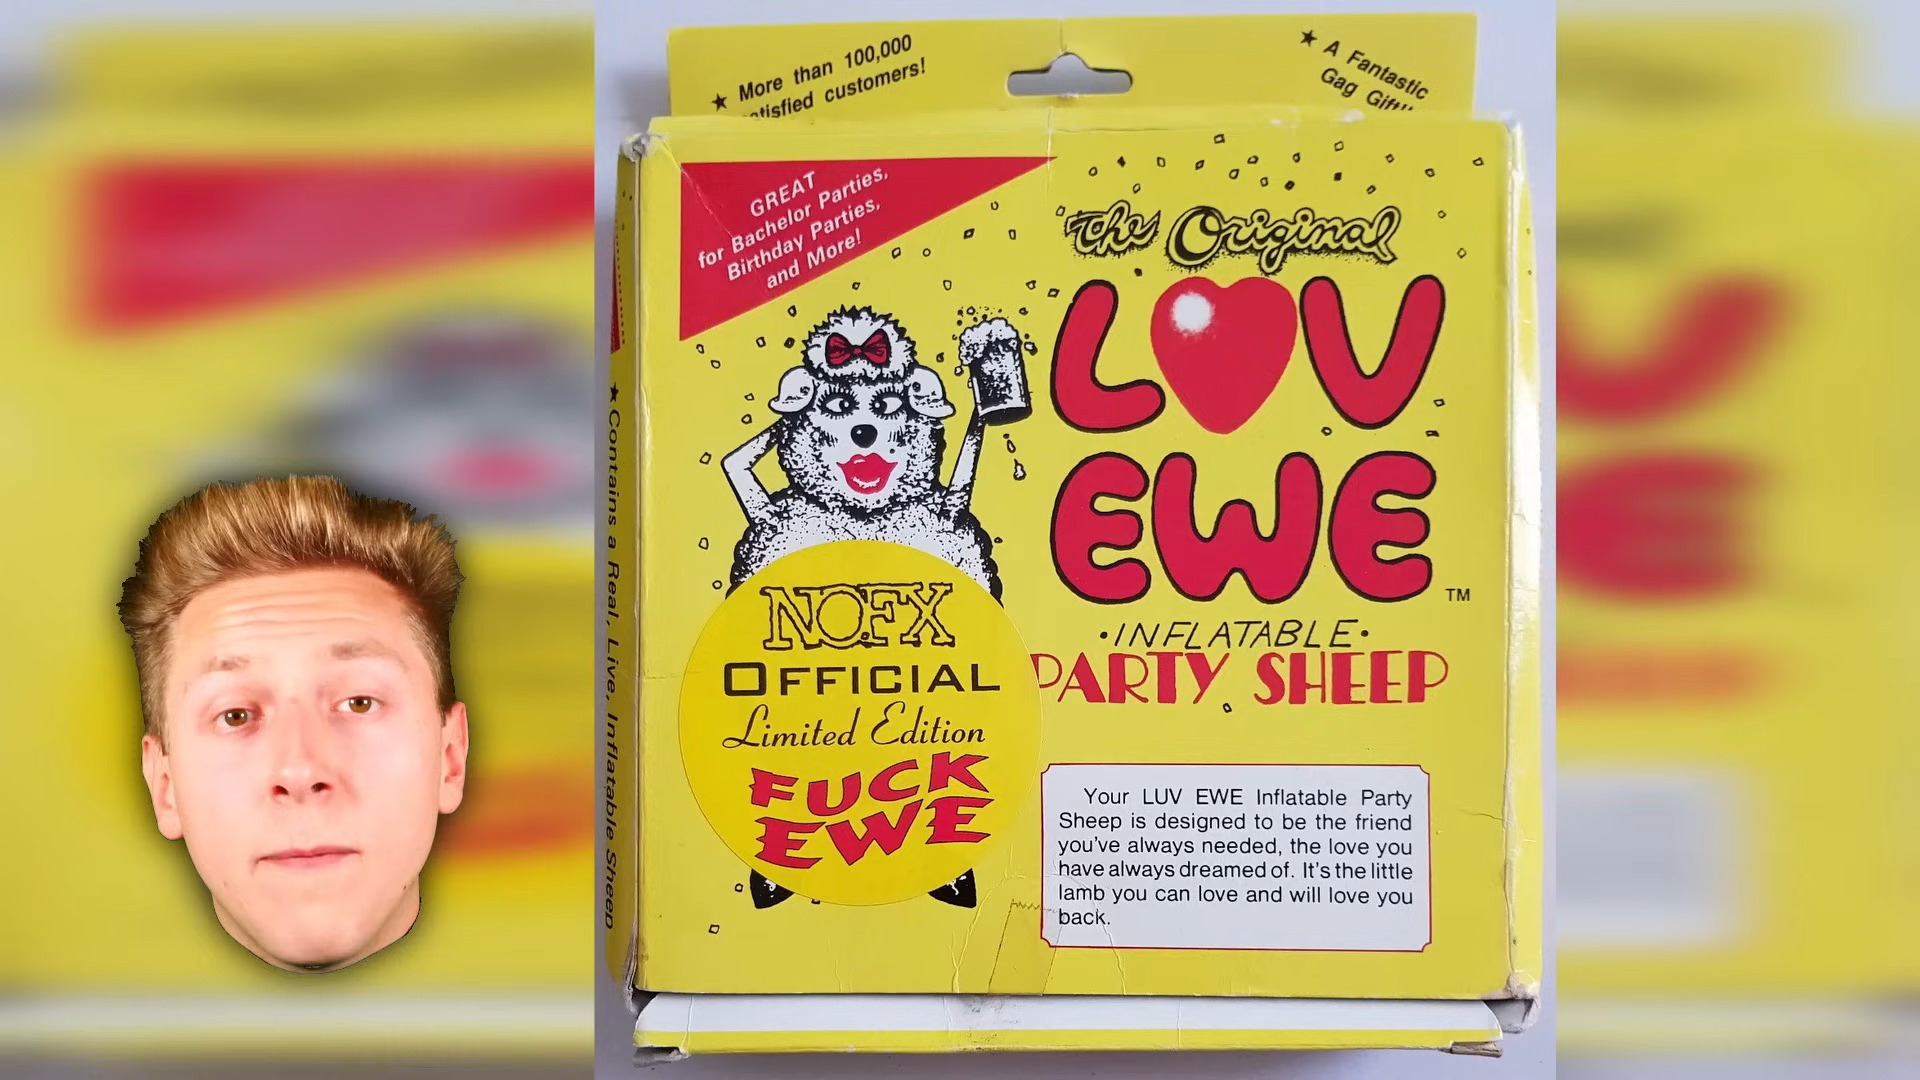 ★ More than 100,000
satisfied customers!
★ A Fantastic
Gag Gift!
GREAT
for Bachelor Parties,
Birthday Parties,
and More!
The Original
LUV
EWE
TM
•INFLATABLE•
PARTY SHEEP
NOFX
OFFICIAL
Limited Edition
FUCK
EWE
Your LUV EWE Inflatable Party
Sheep is designed to be the friend
you've always needed, the love you
have always dreamed of. It's the little
lamb you can love and will love you
back.
★ Contains a Real, Live, Inflatable Sheep